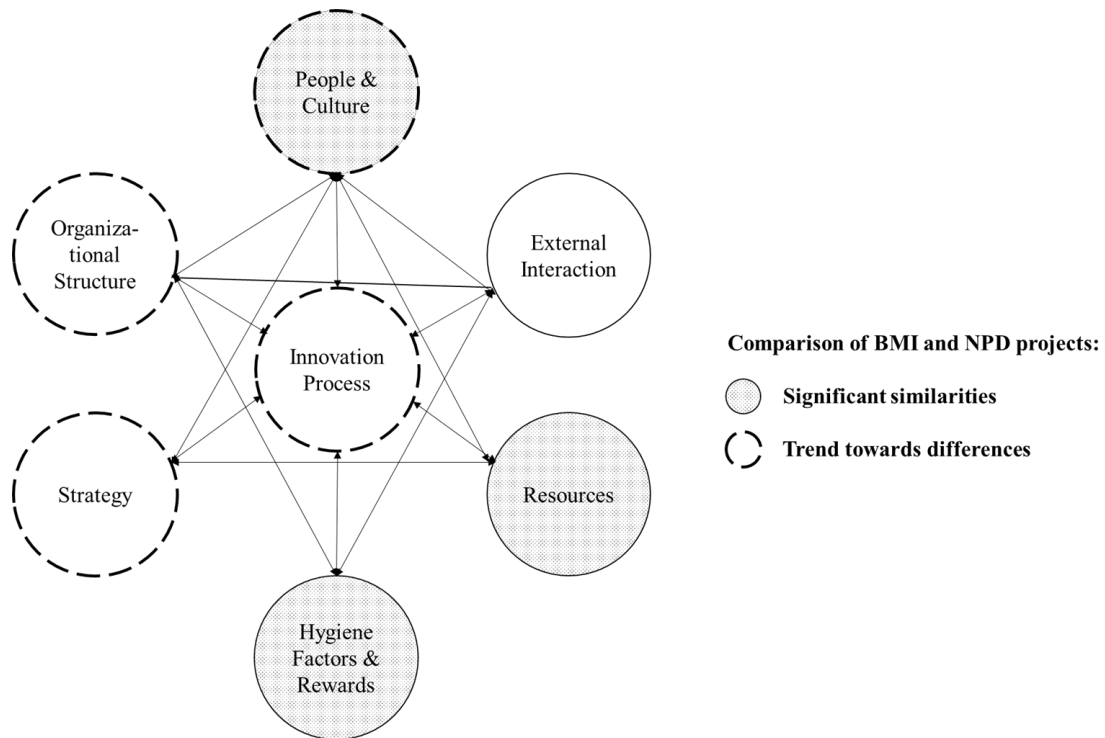 People &
Culture
Organiza-
tional
Structure
External
Interaction
Innovation
Process
Strategy
Resources
Hygiene
Factors &
Rewards
Comparison of BMI and NPD projects:
Significant similarities
Trend towards differences